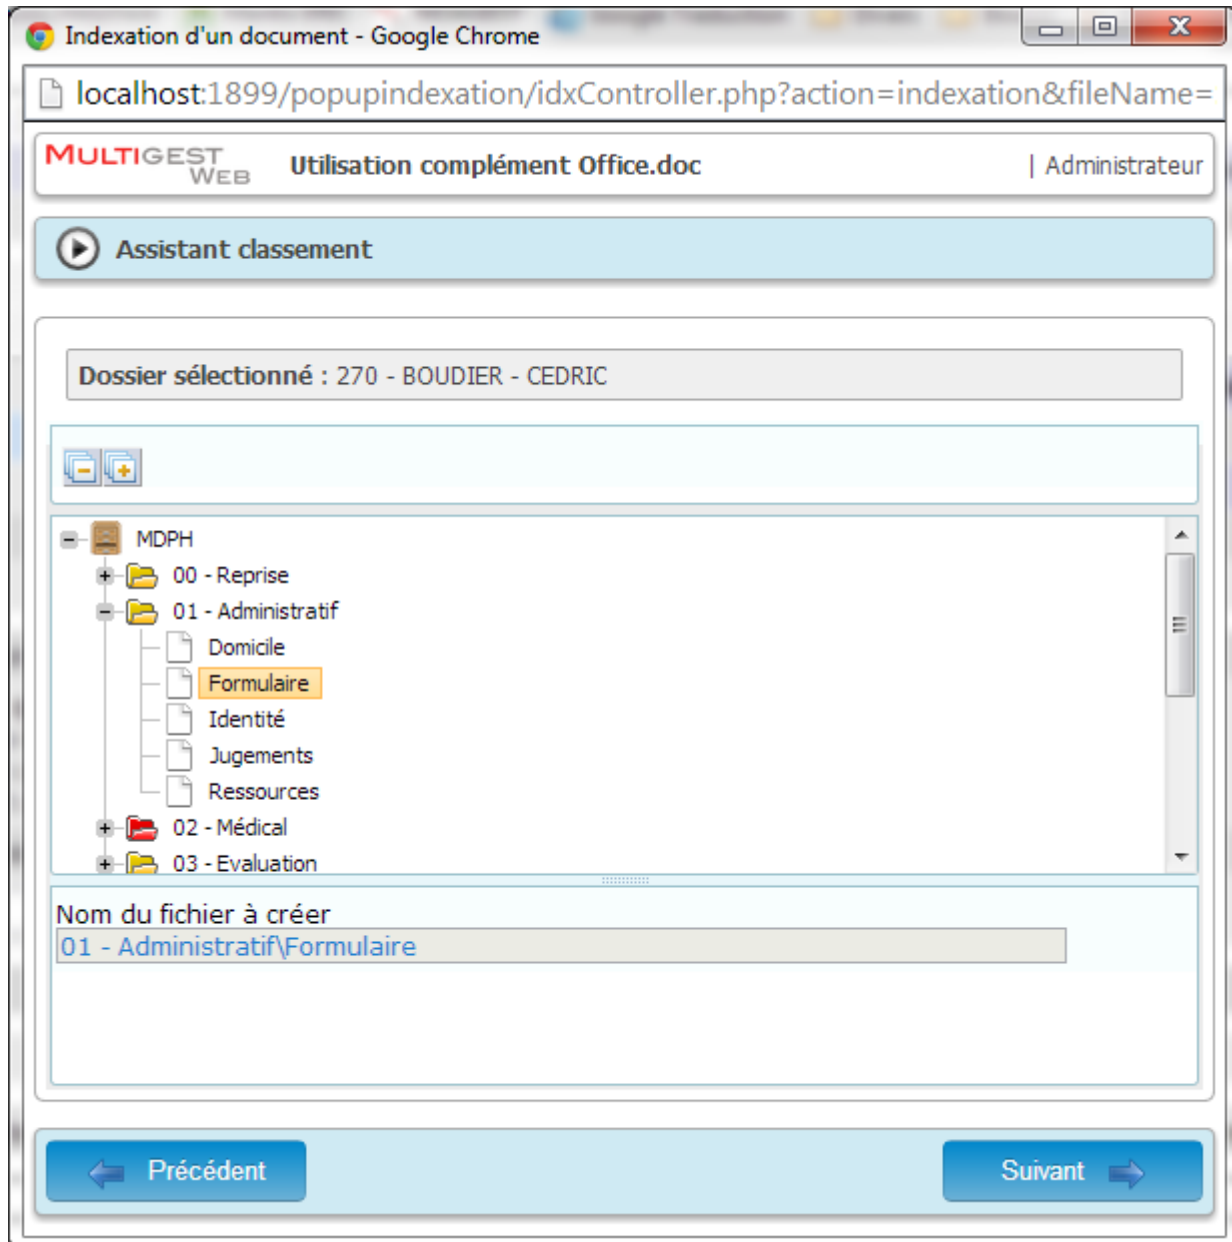 Indexation d'un document - Google Chrome
localhost:1899/popupindexation/idxController.php?action=indexation&fileName=
MULTIGEST
WEB
Utilisation complément Office.doc
| Administrateur
Assistant classement
Dossier sélectionné : 270 - BOUDIER - CEDRIC
MDPH
00 - Reprise
01 - Administratif
Domicile
Formulaire
Identité
Jugements
Ressources
02 - Médical
03 - Evaluation
Nom du fichier à créer
01 - Administratif\Formulaire
Précédent
Suivant